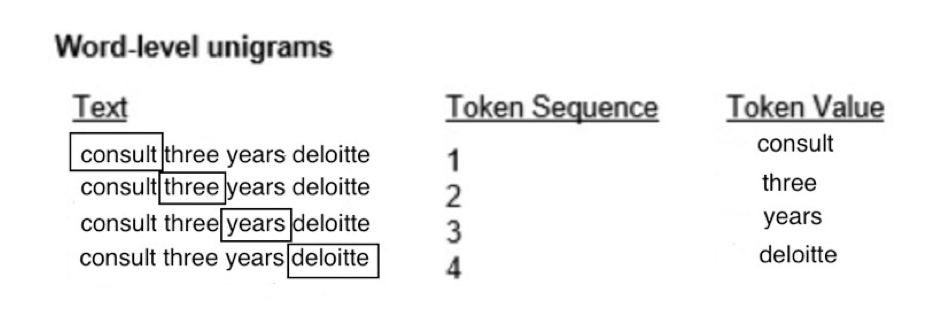 Word-level unigrams
Text Token Sequence Token Value
consult three years deloitte 1 consult
consult three years deloitte 2 three
consult three years deloitte 3 years
consult three years deloitte 4 deloitte